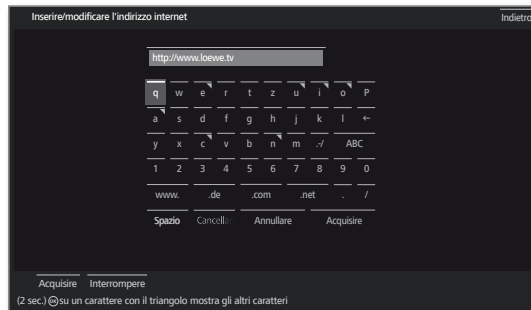 Inserire/modificare l'indirizzo internet Indietro
http://www.loewe.tv
q w e r t z u i o P
a s d f g h j k l ←
y x c v b n m .-/ ABC
1 2 3 4 5 6 7 8 9 0
www. .de .com .net . /
Spazio Cancella Annullare Acquisire
Acquisire Interrompere
(2 sec.) OK su un carattere con il triangolo mostra gli altri caratteri